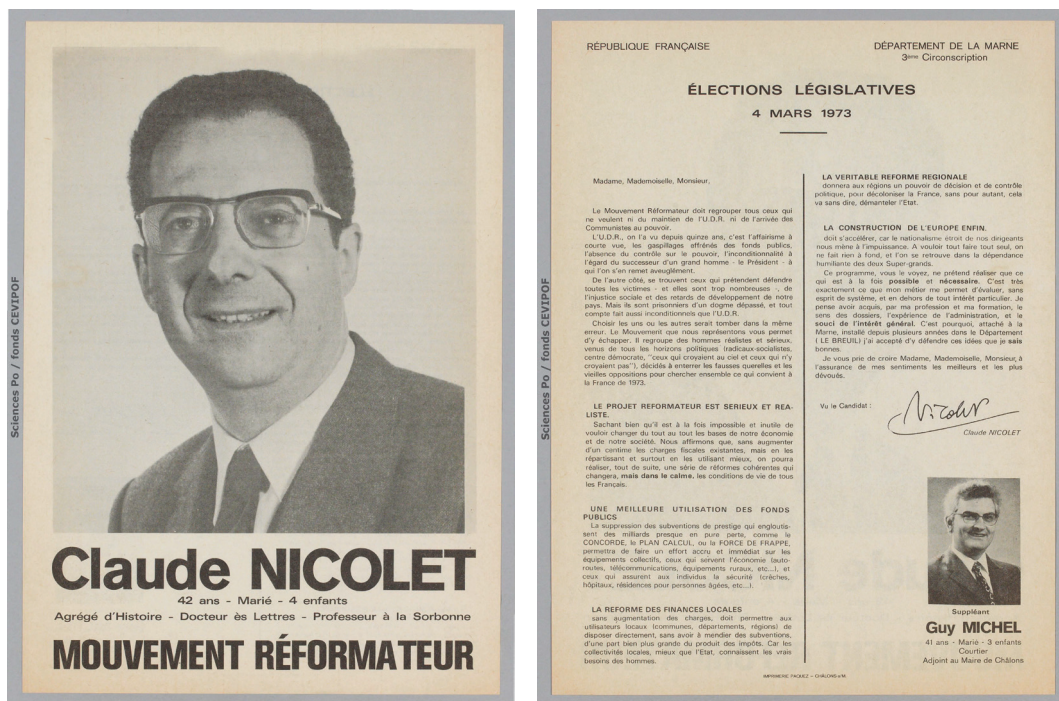 Sciences Po / fonds CEVIPOF
Claude NICOLET
42 ans - Marié - 4 enfants
Agrégé d'Histoire - Docteur ès Lettres - Professeur à la Sorbonne
MOUVEMENT RÉFORMATEUR
Sciences Po / fonds CEVIPOF
RÉPUBLIQUE FRANÇAISE
DÉPARTEMENT DE LA MARNE
3ème Circonscription
ÉLECTIONS LÉGISLATIVES
4 MARS 1973
Madame, Mademoiselle, Monsieur,
Le Mouvement Réformateur doit regrouper tous ceux qui
ne veulent ni du maintien de l'U.D.R. ni de l'arrivée des
Communistes au pouvoir.
L'U.D.R., on l'a vu depuis quinze ans, c'est l'affairisme à
courte vue, les gaspillages effrénés des fonds publics,
l'absence du contrôle sur le pouvoir, l'inconditionnalité à
l'égard du successeur d'un grand homme - le Président - à
qui l'on s'en remet aveuglément.
De l'autre côté, se trouvent ceux qui prétendent défendre
toutes les victimes - et elles sont trop nombreuses -, de
l'injustice sociale et des retards de développement de notre
pays. Mais ils sont prisonniers d'un dogme dépassé, et tout
compte fait aussi inconditionnels que l'U.D.R.
Choisir les uns ou les autres serait tomber dans la même
erreur. Le Mouvement que nous représentons vous permet
d'y échapper. Il regroupe des hommes réalistes et sérieux,
venus de tous les horizons politiques (radicaux-socialistes,
centre démocrate, "ceux qui croyaient au ciel et ceux qui n'y
croyaient pas"), décidés à enterrer les fausses querelles et les
vieilles oppositions pour chercher ensemble ce qui convient à
la France de 1973.
LE PROJET REFORMATEUR EST SERIEUX ET REA-
LISTE.
Sachant bien qu'il est à la fois impossible et inutile de
vouloir changer du tout au tout les bases de notre économie
et de notre société. Nous affirmons que, sans augmenter
d'un centime les charges fiscales existantes, mais en les
répartissant et surtout en les utilisant mieux, on pourra
réaliser, tout de suite, une série de réformes cohérentes qui
changera, mais dans le calme, les conditions de vie de tous
les Français.
UNE MEILLEURE UTILISATION DES FONDS
PUBLICS
La suppression des subventions de prestige qui engloutis-
sent des milliards presque en pure perte, comme le
CONCORDE, le PLAN CALCUL, ou la FORCE DE FRAPPE,
permettra de faire un effort accru et immédiat sur les
équipements collectifs, ceux qui servent l'économie (auto-
routes, télécommunications, équipements ruraux, etc...), et
ceux qui assurent aux individus la sécurité (crèches,
hôpitaux, résidences pour personnes âgées, etc...).
LA REFORME DES FINANCES LOCALES
sans augmentation des charges, doit permettre aux
utilisateurs locaux (communes, départements, régions) de
disposer directement, sans avoir à mendier des subventions,
d'une part bien plus grande du produit des impôts. Car les
collectivités locales, mieux que l'Etat, connaissent les vrais
besoins des hommes.
LA VERITABLE REFORME REGIONALE
donnera aux régions un pouvoir de décision et de contrôle
politique, pour décoloniser la France, sans pour autant, cela
va sans dire, démanteler l'Etat.
LA CONSTRUCTION DE L'EUROPE ENFIN.
doit s'accélérer, car le nationalisme étroit de nos dirigeants
nous mène à l'impuissance. A vouloir tout faire tout seul, on
ne fait rien à fond, et l'on se retrouve dans la dépendance
humiliante des deux Super-grands.
Ce programme, vous le voyez, ne prétend réaliser que ce
qui est à la fois possible et nécessaire. C'est très
exactement ce que mon métier me permet d'évaluer, sans
esprit de système, et en dehors de tout intérêt particulier. Je
pense avoir acquis, par ma profession et ma formation, le
sens des dossiers, l'expérience de l'administration, et le
souci de l'intérêt général. C'est pourquoi, attaché à la
Marne, installé depuis plusieurs années dans le Département
( LE BREUIL) j'ai accepté d'y défendre ces idées que je sais
bonnes.
Je vous prie de croire Madame, Mademoiselle, Monsieur, à
l'assurance de mes sentiments les meilleurs et les plus
dévoués.
Vu le Candidat :
Nicolet
Claude NICOLET
Suppléant
Guy MICHEL
41 ans - Marié - 3 enfants
Courtier
Adjoint au Maire de Châlons
IMPRIMERIE PAQUEZ - CHÂLONS s/M